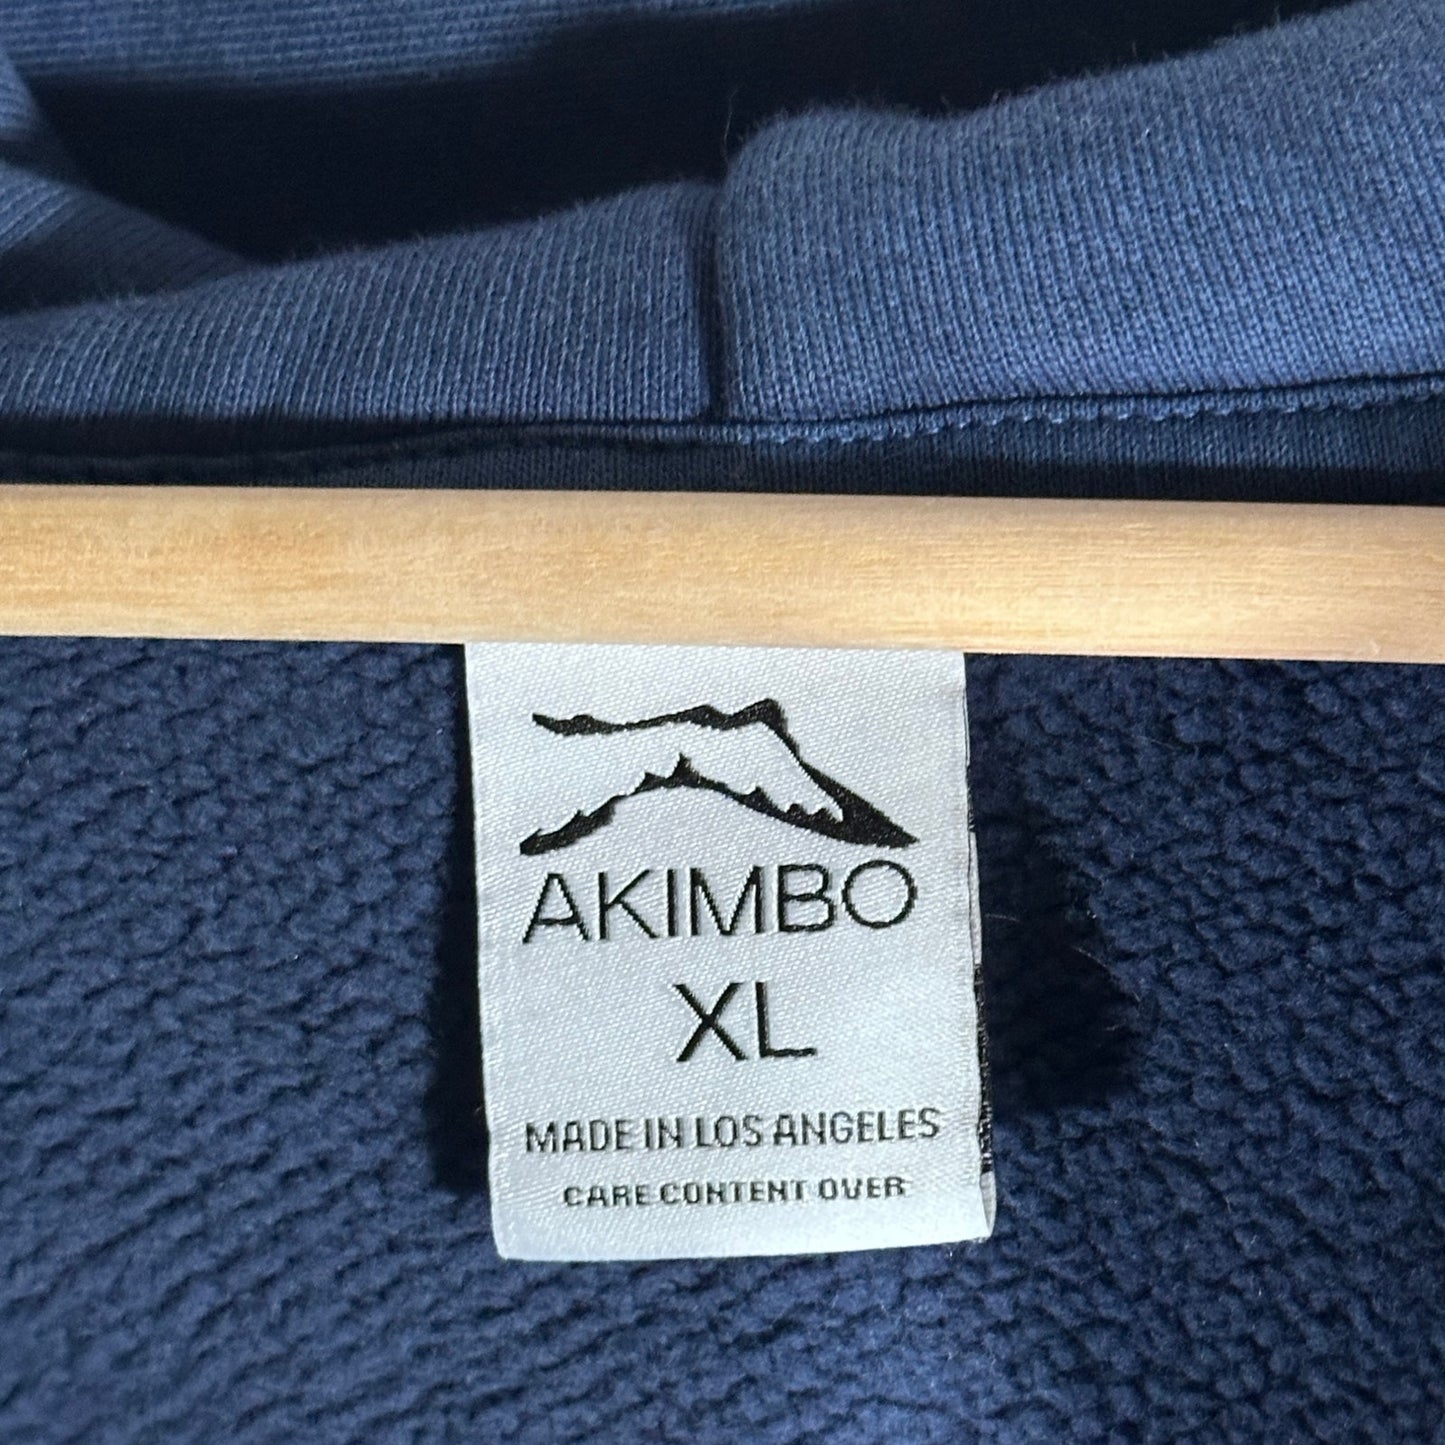 AKIMBO
XL
MADE IN LOS ANGELES
CARE CONTENT OVER